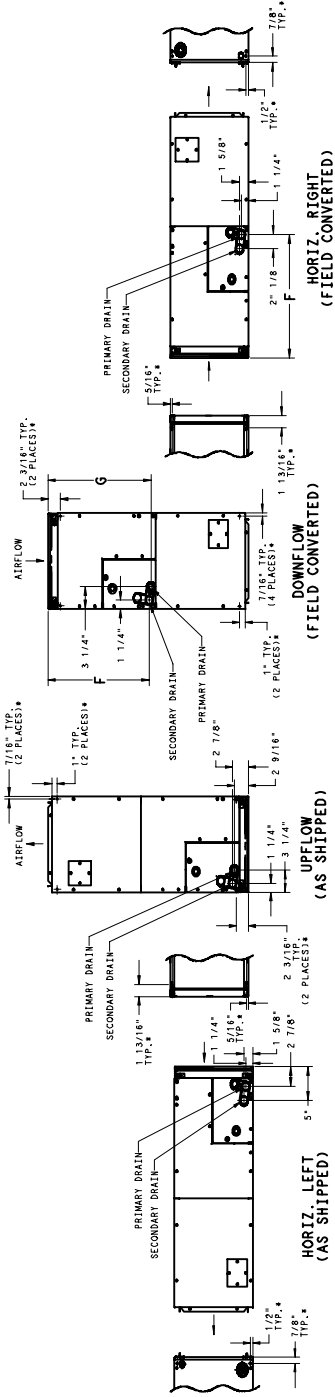 HORIZ. LEFT
(AS SHIPPED)
PRIMARY DRAIN
SECONDARY DRAIN
1/2"
TYP.*
7/8"
TYP.*
5"
2 7/8"
1 5/8"
1 13/16"
TYP.*
5/16"
TYP.*
1 1/4"
UPFLOW
(AS SHIPPED)
AIRFLOW
7/16" TYP.
(2 PLACES)*
1" TYP.
(2 PLACES)*
PRIMARY DRAIN
SECONDARY DRAIN
2 7/8"
2 9/16"
1 1/4"
3 1/4"
2 3/16"
TYP.
(2 PLACES)*
DOWNFLOW
(FIELD CONVERTED)
AIRFLOW
2 3/16" TYP.
(2 PLACES)*
F
G
3 1/4"
1 1/4"
SECONDARY DRAIN
PRIMARY DRAIN
1" TYP.
(2 PLACES)*
7/16" TYP.
(4 PLACES)*
HORIZ. RIGHT
(FIELD CONVERTED)
PRIMARY DRAIN
SECONDARY DRAIN
5/16"
TYP.*
1 13/16"
TYP.*
F
2" 1/8
1 5/8"
1 1/4"
1/2"
TYP.*
7/8"
TYP.*